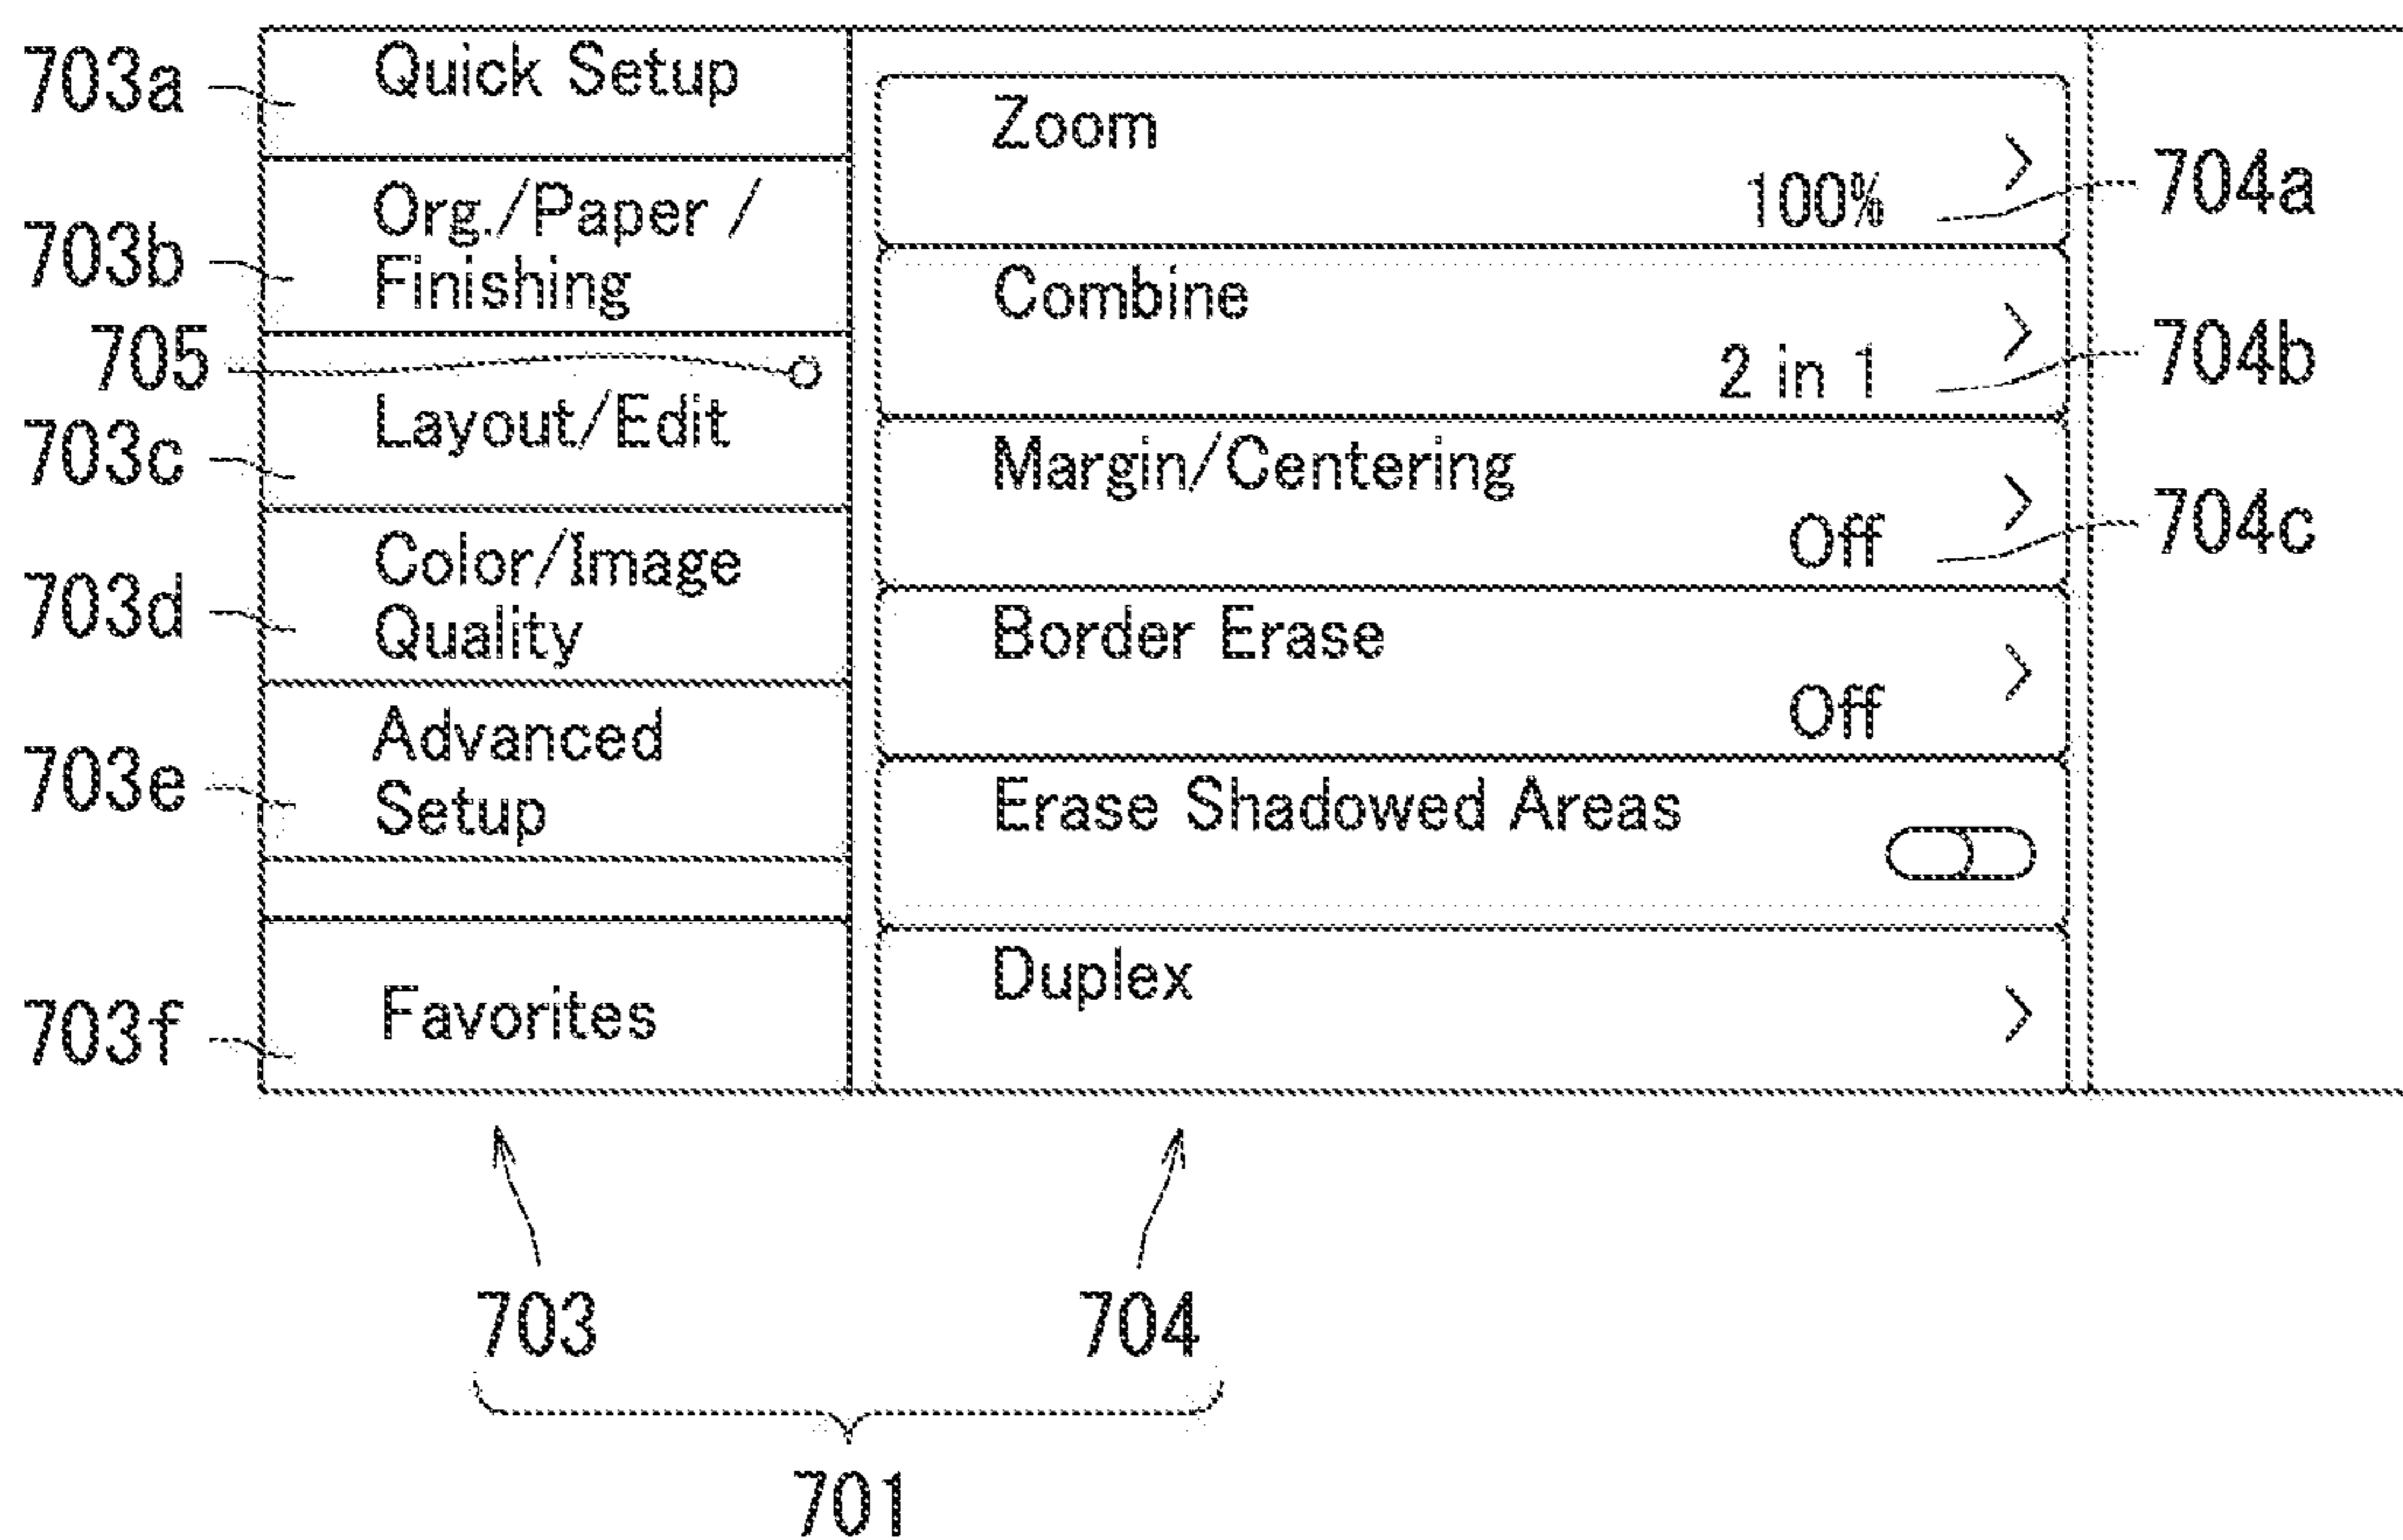 703a
Quick Setup
703b
Org./Paper /
Finishing
705
703c
Layout/Edit
703d
Color/Image
Quality
703e
Advanced
Setup
703f
Favorites
Zoom
100%
704a
Combine
2 in 1
704b
Margin/Centering
Off
704c
Border Erase
Off
Erase Shadowed Areas
Duplex
703
704
701